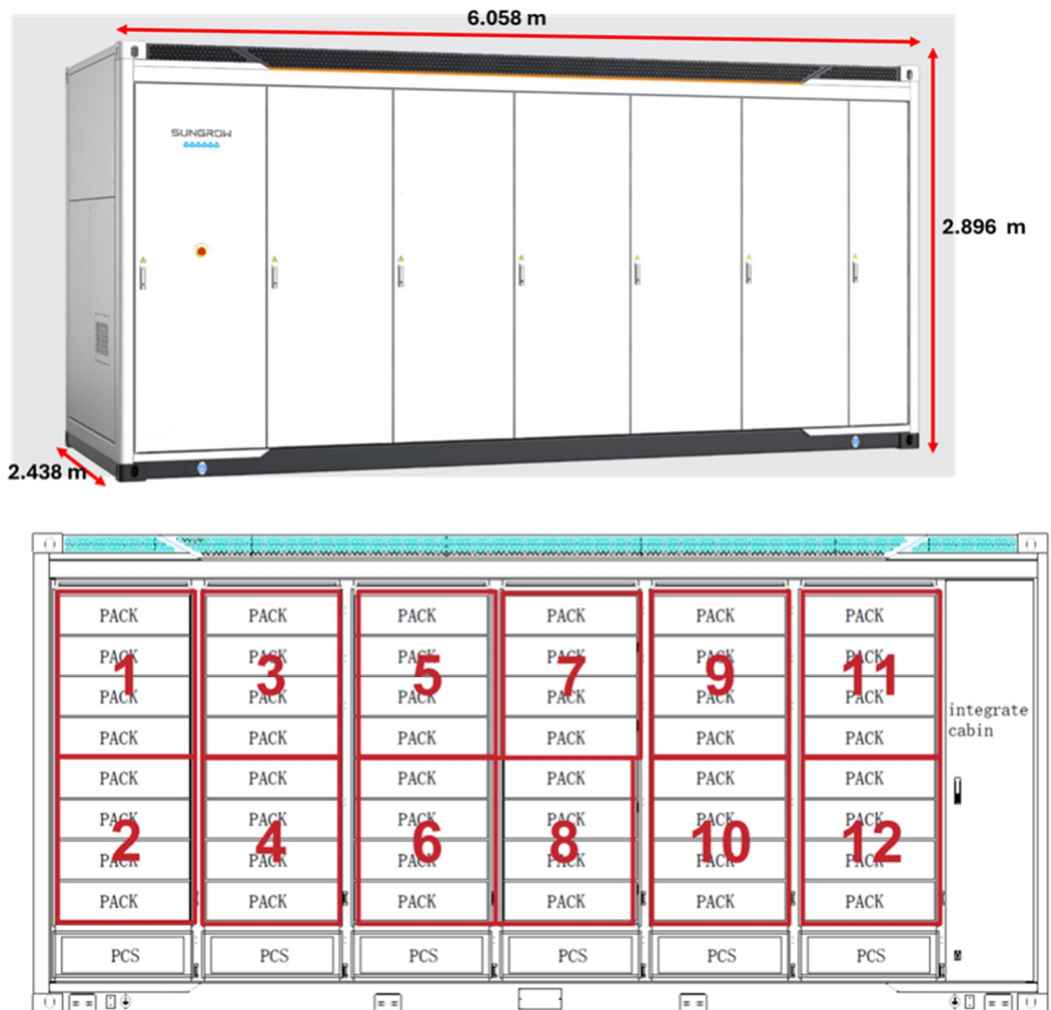 6.058 m
SUNGROW
2.896 m
2.438 m
PACK PACK PACK PACK PACK PACK
PACK PACK PACK PACK PACK PACK
1 3 5 7 9 11
PACK PACK PACK PACK PACK PACK
integrate
cabin
PACK PACK PACK PACK PACK PACK
PACK PACK PACK PACK PACK PACK
PACK PACK PACK PACK PACK PACK
2 4 6 8 10 12
PACK PACK PACK PACK PACK PACK
PACK PACK PACK PACK PACK PACK
PCS PCS PCS PCS PCS PCS